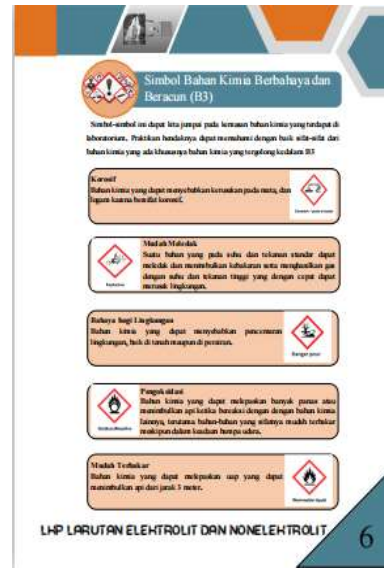 Simbol Bahan Kimia Berbahaya dan
Beracun (B3)
Simbol-simbol ini dapat kita jumpai pada kemasan bahan kimia yang terdapat di
laboratorium. Praktikan hendaknya dapat memahami dengan baik sifat-sifat dari
bahan kimia yang ada khususnya bahan kimia yang tergolong kedalam B3
Korosif
Bahan kimia yang dapat menyebabkan kerusakan pada mata, dan
logam karena bersifat korosif.
Mudah Meledak
Suatu bahan yang pada suhu dan tekanan standar dapat
meledak dan menimbulkan kebakaran serta menghasilkan gas
dengan suhu dan tekanan tinggi yang dengan cepat dapat
merusak lingkungan.
Bahaya bagi Lingkungan
Bahan kimia yang dapat menyebabkan pencemaran
lingkungan, baik di tanah maupun di perairan.
Pengoksidasi
Bahan kimia yang dapat melepaskan banyak panas atau
menimbulkan api ketika bereaksi dengan dengan bahan kimia
lainnya, terutama bahan-bahan yang sifatnya mudah terbakar
meskipun dalam keadaan hampa udara.
Mudah Terbakar
Bahan kimia yang dapat melepaskan uap yang dapat
menimbulkan api dari jarak 3 meter.
LHP LARUTAN ELEKTROLIT DAN NONELEKTROLIT
6